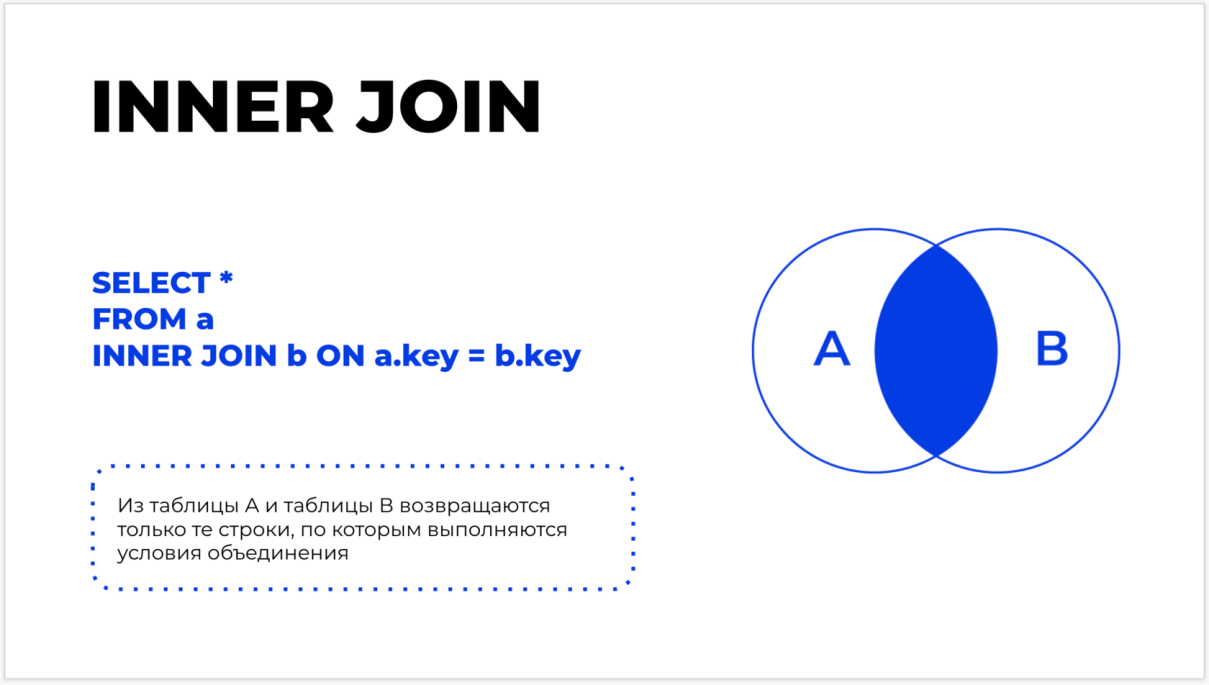 INNER JOIN
SELECT *
FROM a
INNER JOIN b ON a.key = b.key
A
B
Из таблицы А и таблицы В возвращаются
только те строки, по которым выполняются
условия объединения